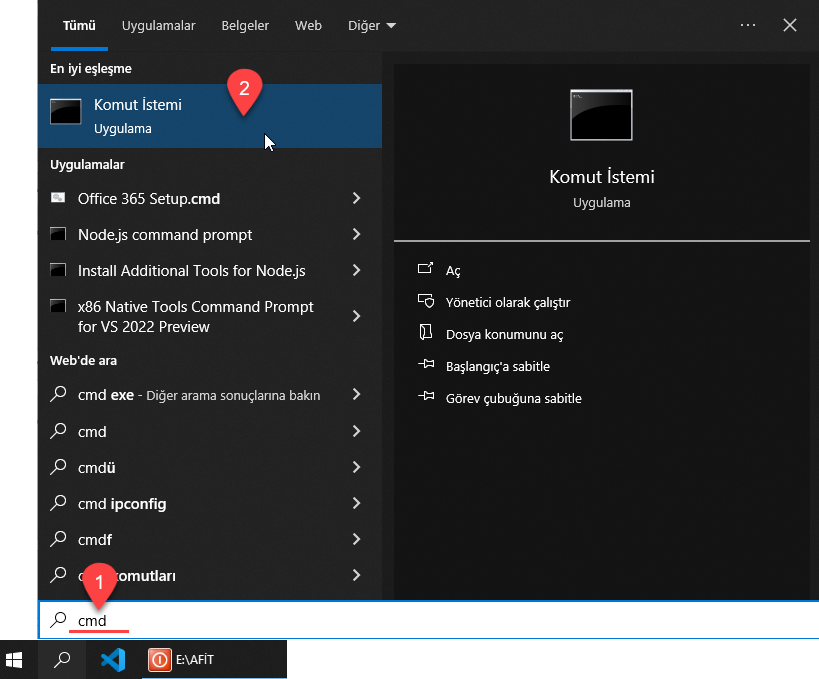 Tümü Uygulamalar Belgeler Web Diğer
En iyi eşleşme
Komut İstemi
Uygulama
2
Uygulamalar
Office 365 Setup.cmd
Node.js command prompt
Install Additional Tools for Node.js
x86 Native Tools Command Prompt
for VS 2022 Preview
Web'de ara
cmd exe - Diğer arama sonuçlarına bakın
cmd
cmdü
cmd ipconfig
cmdf
komutları
1
cmd
Komut İstemi
Uygulama
Aç
Yönetici olarak çalıştır
Dosya konumunu aç
Başlangıç'a sabitle
Görev çubuğuna sabitle
E:\AFİT